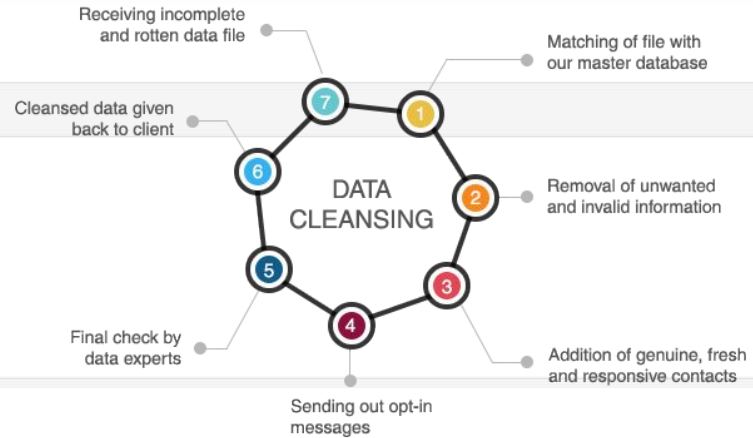 Receiving incomplete
and rotten data file
Matching of file with
our master database
7
1
Cleansed data given
back to client
6
DATA
CLEANSING
2
Removal of unwanted
and invalid information
5
3
4
Final check by
data experts
Addition of genuine, fresh
and responsive contacts
Sending out opt-in
messages